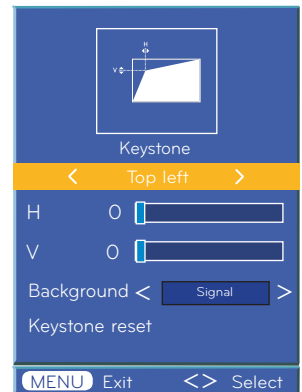 H
V
Keystone
< Top left >
H 0
V 0
Background < Signal >
Keystone reset
MENU Exit <> Select